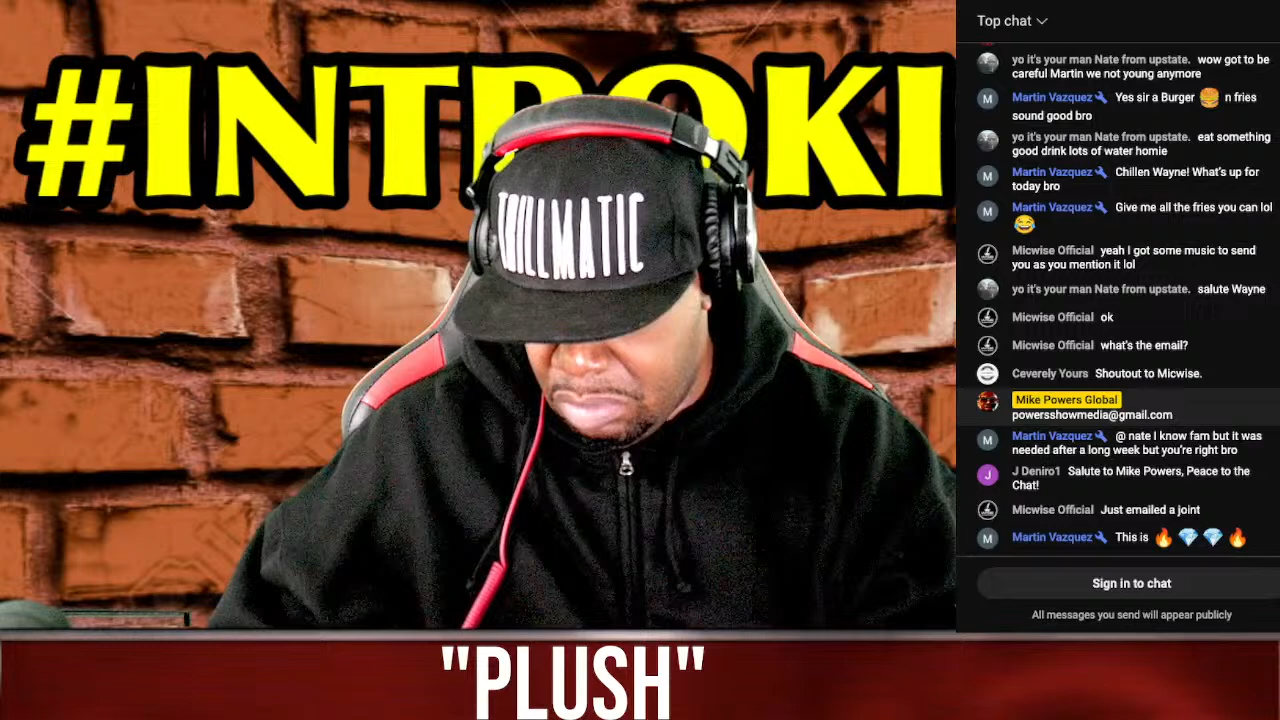 #INTROKI
TRILLMATIC
"PLUSH"
Top chat
yo it's your man Nate from upstate. wow got to be
careful Martin we not young anymore
M
Martin Vazquez Yes sir a Burger 🍔 n fries
sound good bro
yo it's your man Nate from upstate. eat something
good drink lots of water homie
M
Martin Vazquez Chillen Wayne! What's up for
today bro
M
Martin Vazquez Give me all the fries you can lol
😂
Micwise Official yeah I got some music to send
you as you mention it lol
yo it's your man Nate from upstate. salute Wayne
Micwise Official ok
Micwise Official what's the email?
Ceverely Yours Shoutout to Micwise.
Mike Powers Global
powersshowmedia@gmail.com
M
Martin Vazquez @ nate I know fam but it was
needed after a long week but you're right bro
J
J Deniro1 Salute to Mike Powers, Peace to the
Chat!
Micwise Official Just emailed a joint
M
Martin Vazquez This is 🔥 💎 💎 🔥
Sign in to chat
All messages you send will appear publicly